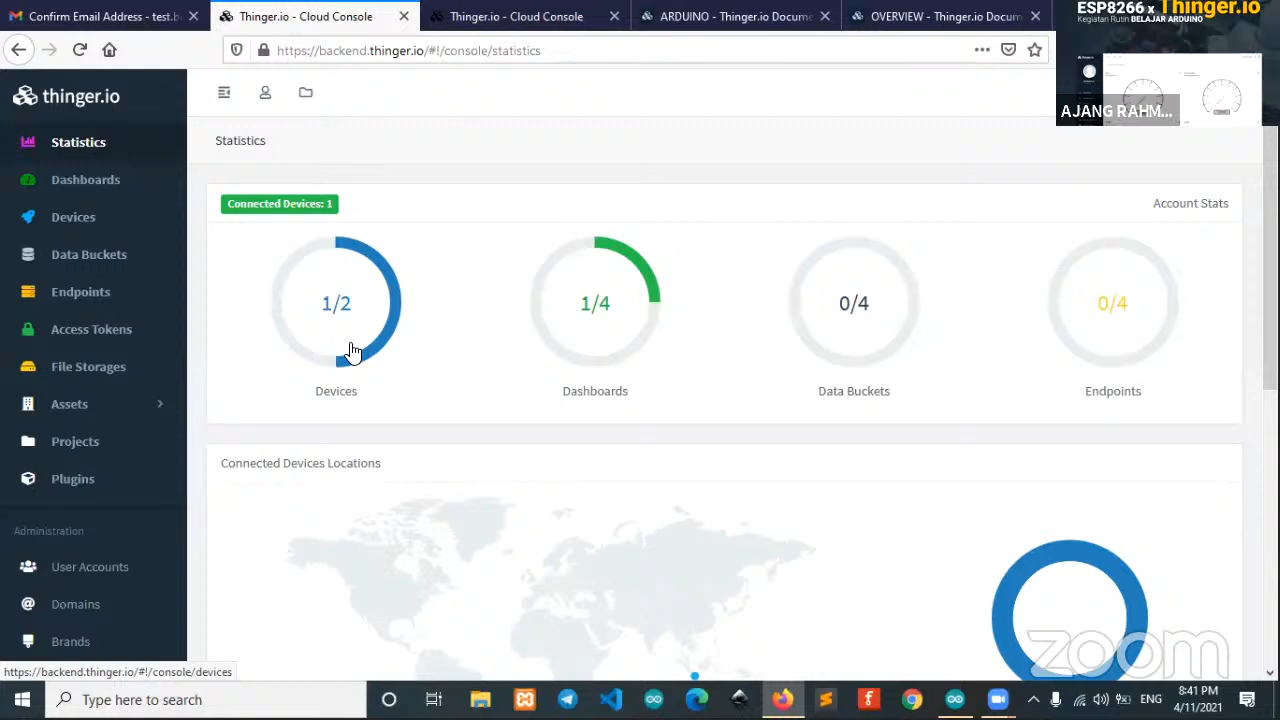 Confirm Email Address - test.b
Thinger.io - Cloud Console
Thinger.io - Cloud Console
ARDUINO - Thinger.io Docume
OVERVIEW - Thinger.io Docum
ESP8266 x Thinger.io
Kegiatan Rutin BELAJAR ARDUINO
https://backend.thinger.io/#!/console/statistics
AJANG RAHM...
thinger.io
Statistics
Dashboards
Devices
Data Buckets
Endpoints
Access Tokens
File Storages
Assets
Projects
Plugins
Administration
User Accounts
Domains
Brands
Statistics
Connected Devices: 1
Account Stats
1/2
1/4
0/4
0/4
Devices
Dashboards
Data Buckets
Endpoints
Connected Devices Locations
zoom
https://backend.thinger.io/#!/console/devices
Type here to search
ENG
8:41 PM
4/11/2021